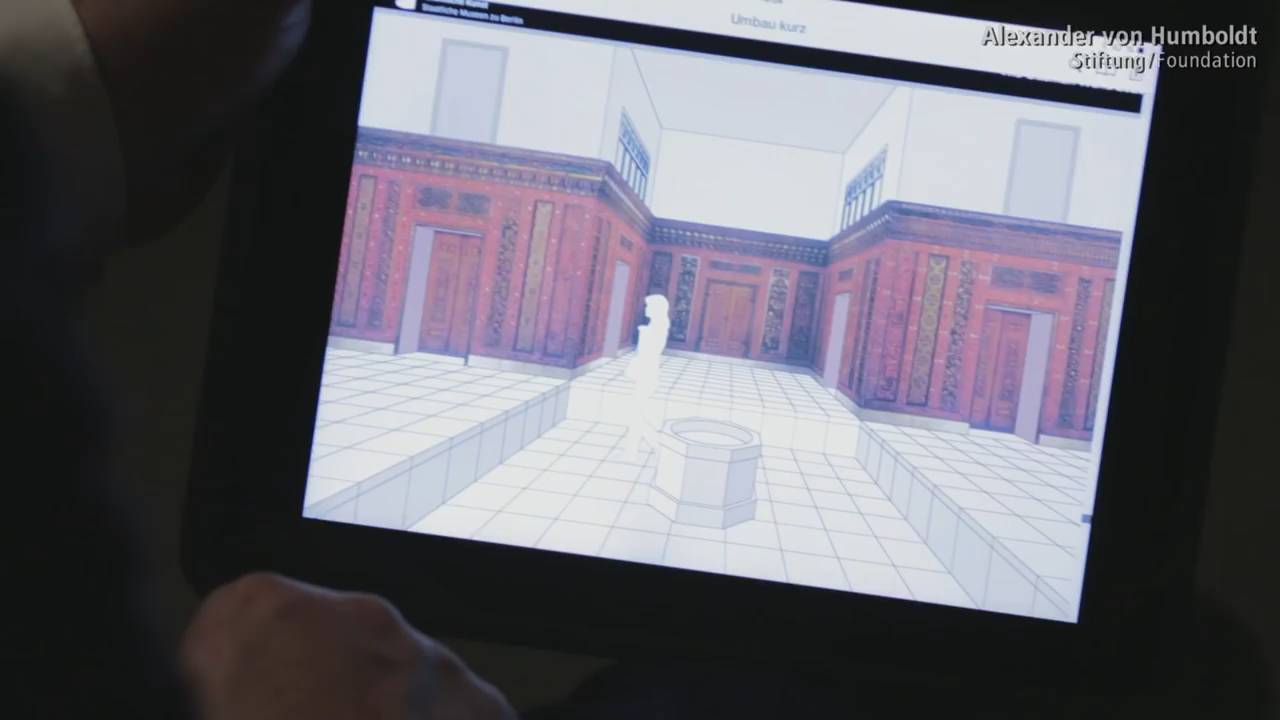 Staatliche Museen zu Berlin
Umbau kurz
Alexander von Humboldt
Stiftung/Foundation